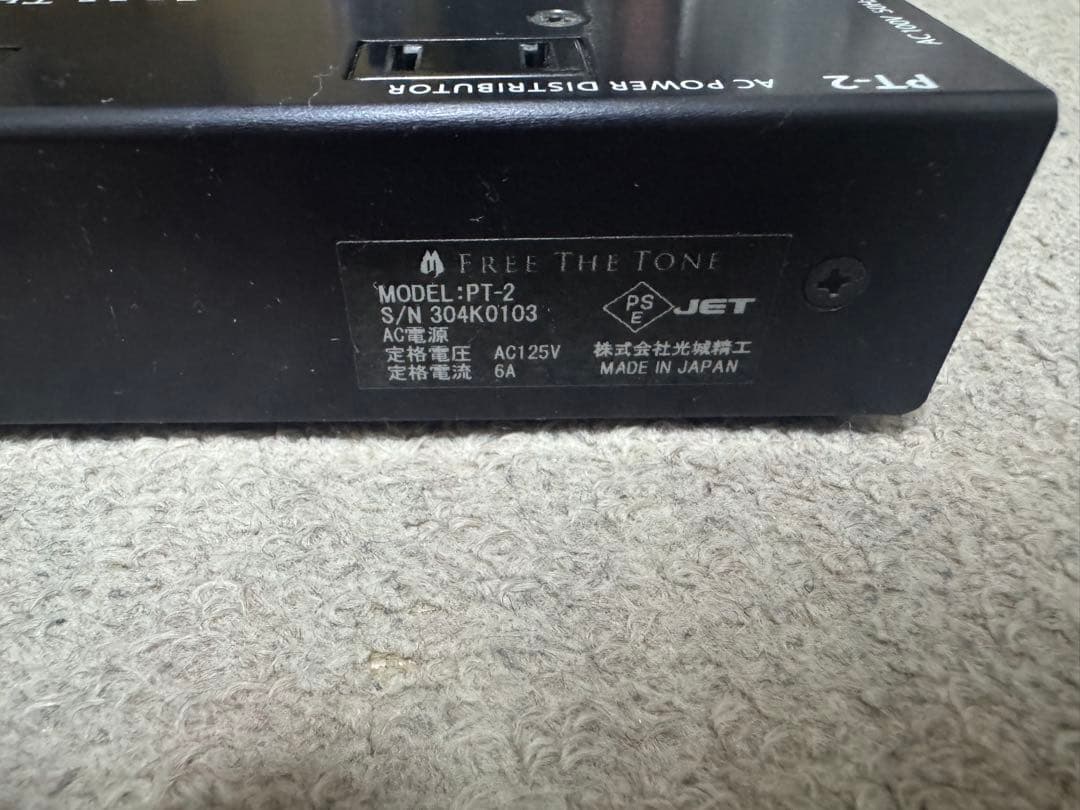 AC POWER DISTRIBUTOR
PT-2
FREE THE TONE
MODEL:PT-2
S/N 304K0103
AC電源
定格電圧 AC125V
定格電流 6A
PS
E
JET
株式会社光城精工
MADE IN JAPAN